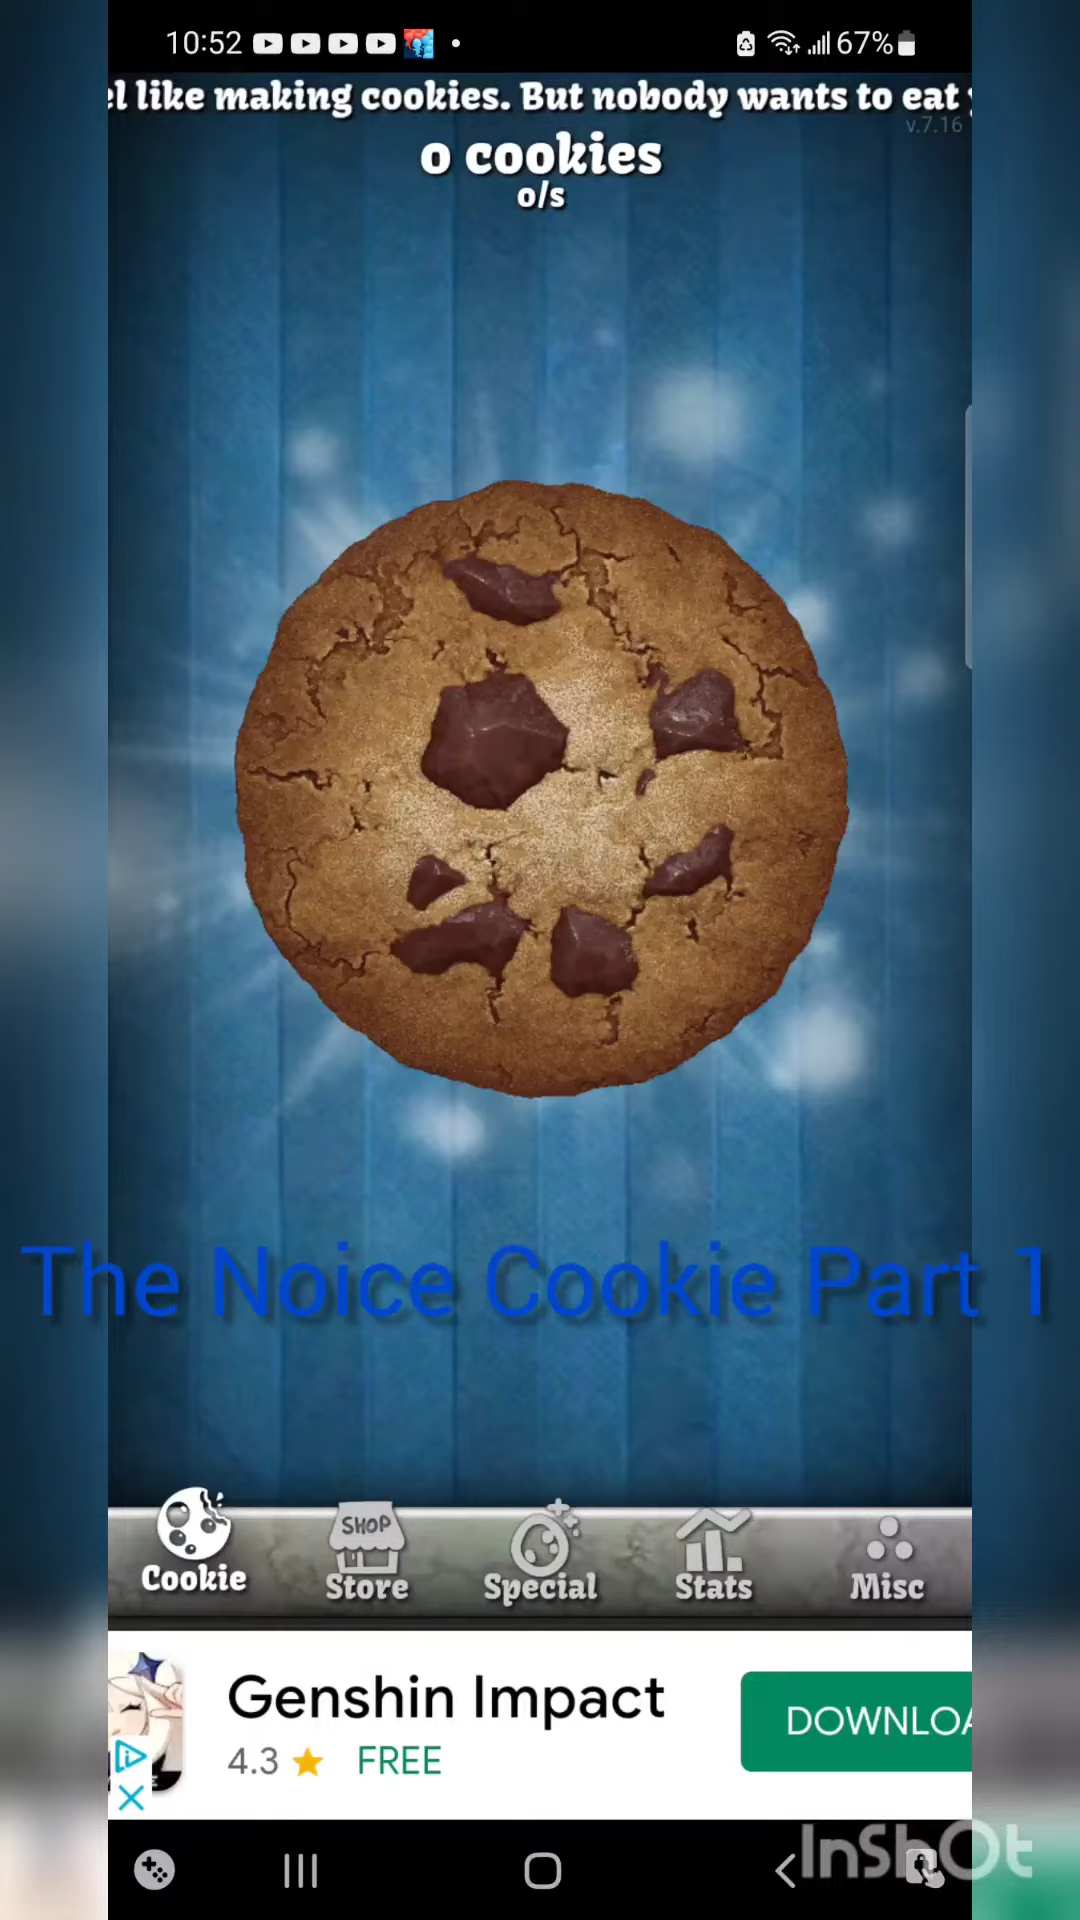 10:52 67%
l like making cookies. But nobody wants to eat
v.7.16
0 cookies
0/s
The Noice Cookie Part 1
SHOP
Cookie Store Special Stats Misc
Genshin Impact
4.3 FREE
DOWNLOA
InShOt